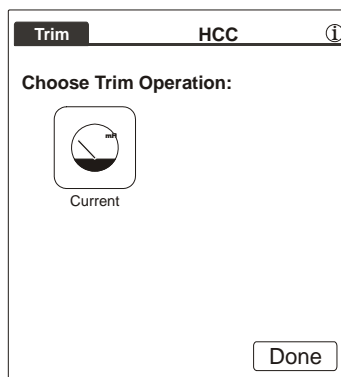 Trim HCC i
Choose Trim Operation:
mA
Current
Done